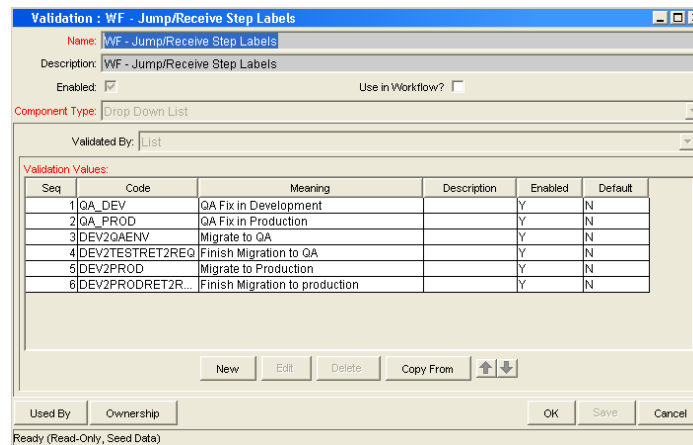 Validation : WF - Jump/Receive Step Labels
Name: WF - Jump/Receive Step Labels
Description: WF - Jump/Receive Step Labels
Enabled: Use in Workflow?
Component Type: Drop Down List
Validated By: List
Validation Values:
Seq Code Meaning Description Enabled Default
1 QA_DEV QA Fix in Development Y N
2 QA_PROD QA Fix in Production Y N
3 DEV2QAENV Migrate to QA Y N
4 DEV2TESTRET2REQ Finish Migration to QA Y N
5 DEV2PROD Migrate to Production Y N
6 DEV2PRODRET2R... Finish Migration to production Y N
New Edit Delete Copy From
Used By Ownership OK Save Cancel
Ready (Read-Only, Seed Data)